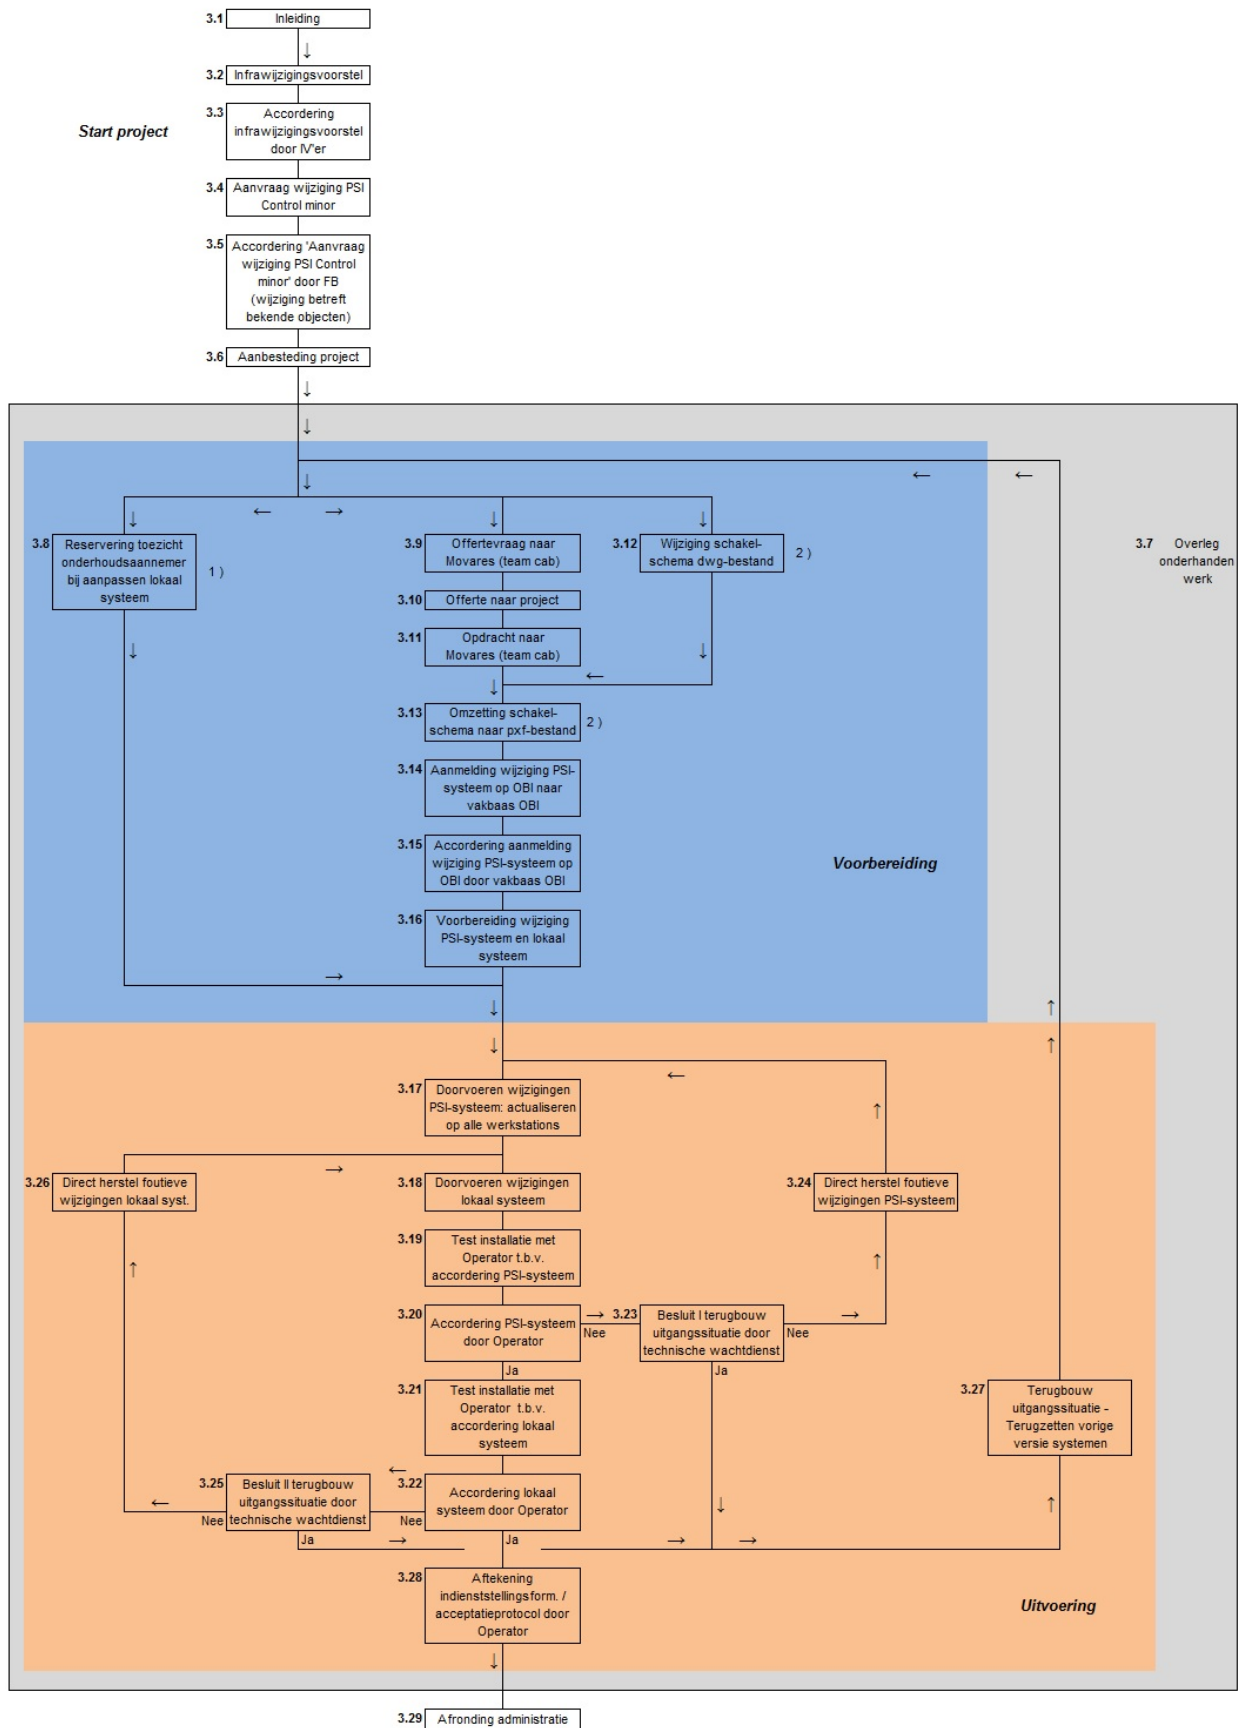 3.1 Inleiding
3.2 Infrawijzigingsvoorstel
3.3 Accordering
infrawijzigingsvoorstel
door IV'er
Start project
3.4 Aanvraag wijziging PSI
Control minor
3.5 Accordering 'Aanvraag
wijziging PSI Control
minor' door FB
(wijziging betreft
bekende objecten)
3.6 Aanbesteding project
3.8 Reservering toezicht
onderhoudsaannemer
bij aanpassen lokaal
systeem
1 )
3.9 Offertevraag naar
Movares (team cab)
3.12 Wijziging schakel-
schema dwg-bestand
2 )
3.7 Overleg
onderhanden
werk
3.10 Offerte naar project
3.11 Opdracht naar
Movares (team cab)
3.13 Omzetting schakel-
schema naar pxf-bestand
2 )
3.14 Aanmelding wijziging PSI-
systeem op OBI naar
vakbaas OBI
3.15 Accordering aanmelding
wijziging PSI-systeem op
OBI door vakbaas OBI
Voorbereiding
3.16 Voorbereiding wijziging
PSI-systeem en lokaal
systeem
3.17 Doorvoeren wijzigingen
PSI-systeem: actualiseren
op alle werkstations
3.26 Direct herstel foutieve
wijzigingen lokaal syst.
3.18 Doorvoeren wijzigingen
lokaal systeem
3.24 Direct herstel foutieve
wijzigingen PSI-systeem
3.19 Test installatie met
Operator t.b.v.
accordering PSI-systeem
3.20 Accordering PSI-systeem
door Operator
Nee
Ja
3.23 Besluit I terugbouw
uitgangssituatie door
technische wachtdienst
Nee
Ja
3.21 Test installatie met
Operator t.b.v.
accordering lokaal
systeem
3.27 Terugbouw
uitgangssituatie -
Terugzetten vorige
versie systemen
3.25 Besluit II terugbouw
uitgangssituatie door
technische wachtdienst
Nee
Ja
3.22 Accordering lokaal
systeem door Operator
Nee
Ja
3.28 Aftekening
indienststellingsform. /
acceptatieprotocol door
Operator
Uitvoering
3.29 Afronding administratie